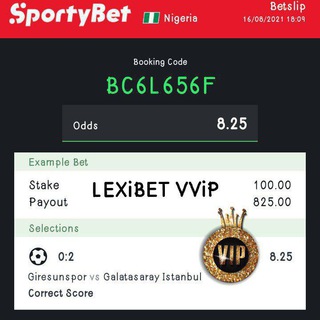 SportyBet
Nigeria
Betslip
16/08/2021 18:09
Booking Code
BC6L656F
Odds 8.25
Example Bet
Stake 100.00
LEXiBET VViP
Payout 825.00
Selections
0:2 8.25
VIP
Giresunspor vs Galatasaray Istanbul
Correct Score